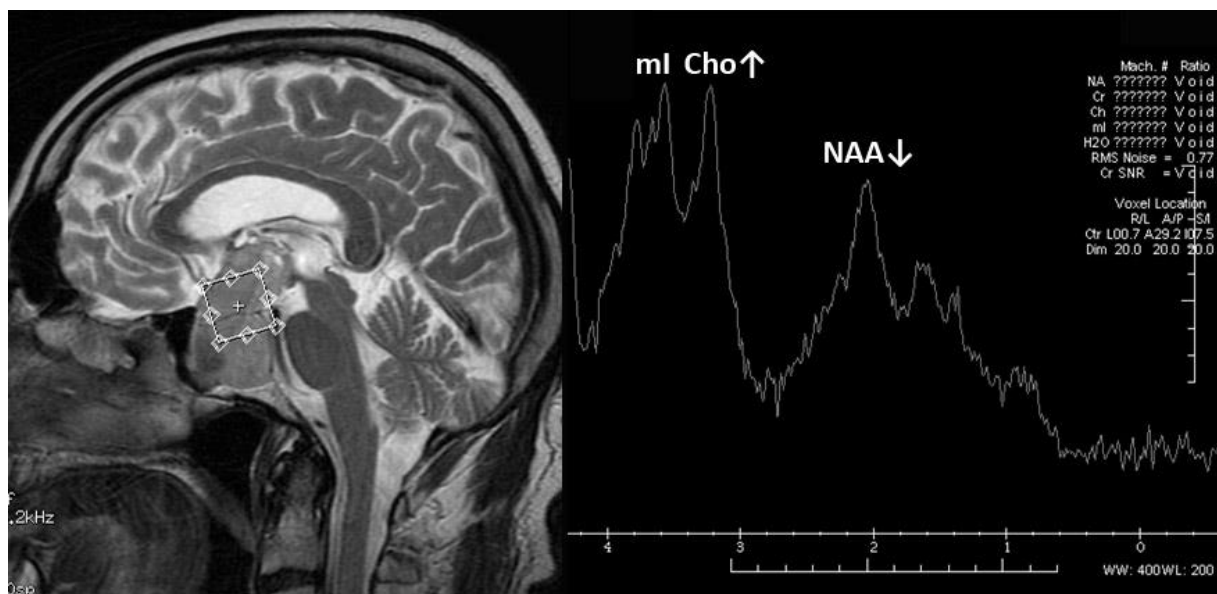 mI Cho↑
NAA↓
Mach. # Ratio
NA ??????? Void
Cr ??????? Void
Ch ??????? Void
mI ??????? Void
H2O ??????? Void
RMS Noise = 0.77
Cr SNR = Void
Voxel Location
R/L A/P S/I
Ctr L00.7 A29.2 I07.5
Dim 20.0 20.0 20.0
.2kHz
4 3 2 1 0
WW: 400WL: 200